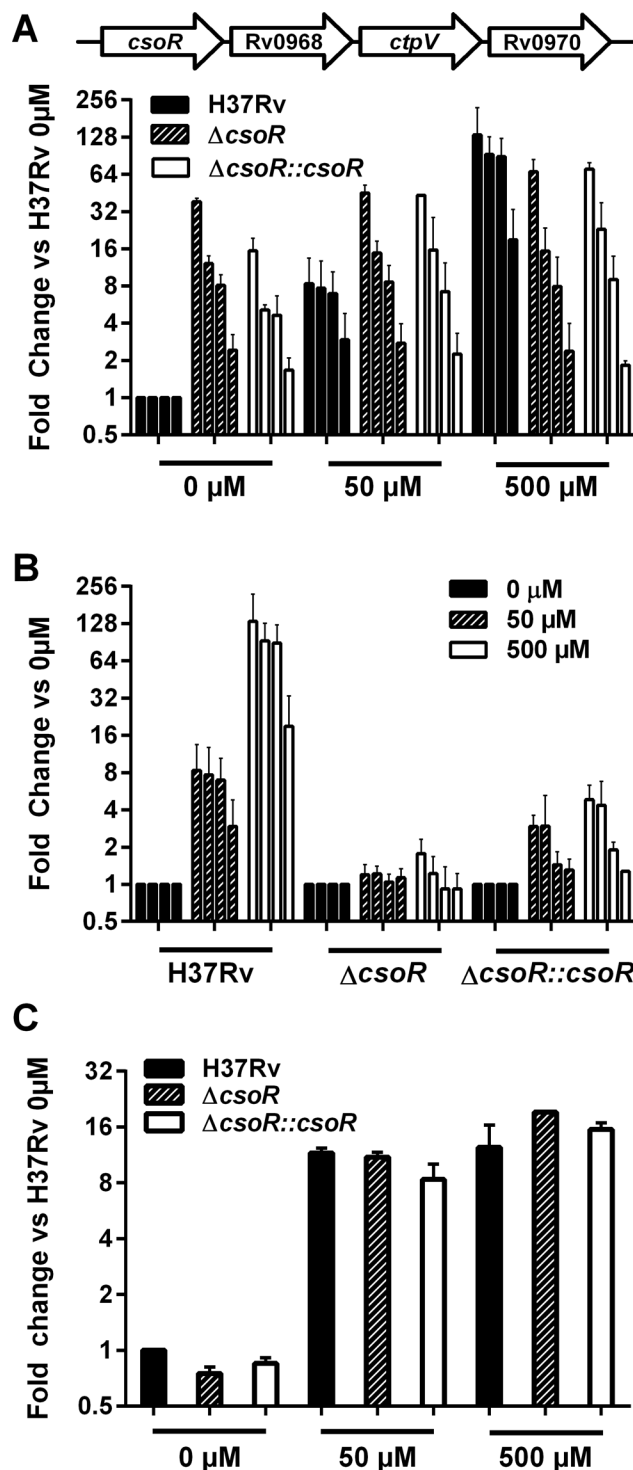 A
csoR Rv0968 ctpV Rv0970
Fold Change vs H37Rv 0µM
256
128
64
32
16
8
4
2
1
0.5
H37Rv
ΔcsoR
ΔcsoR::csoR
0 µM 50 µM 500 µM
B
Fold Change vs 0µM
256
128
64
32
16
8
4
2
1
0.5
0 µM
50 µM
500 µM
H37Rv ΔcsoR ΔcsoR::csoR
C
Fold change vs H37Rv 0µM
32
16
8
4
2
1
0.5
H37Rv
ΔcsoR
ΔcsoR::csoR
0 µM 50 µM 500 µM